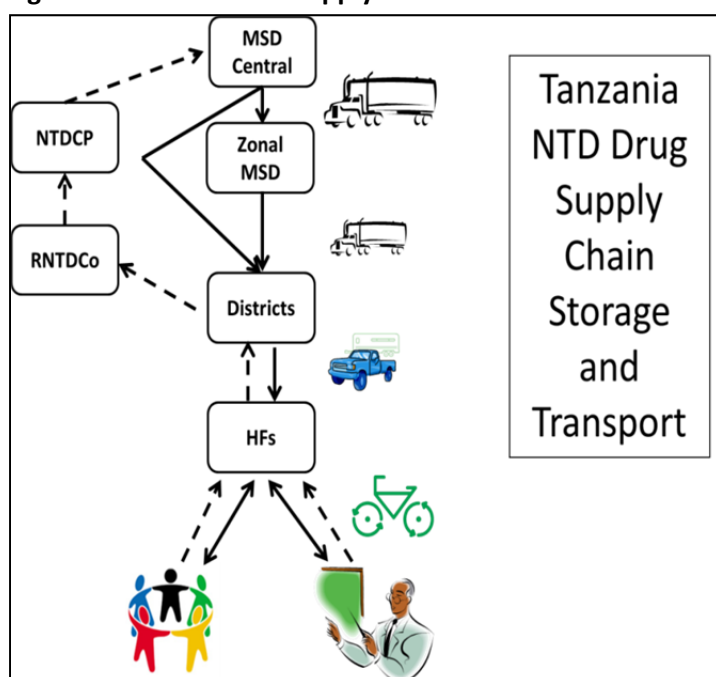 MSD
Central
NTDCP
Zonal
MSD
RNTDCo
Districts
HFs
Tanzania
NTD Drug
Supply
Chain
Storage
and
Transport